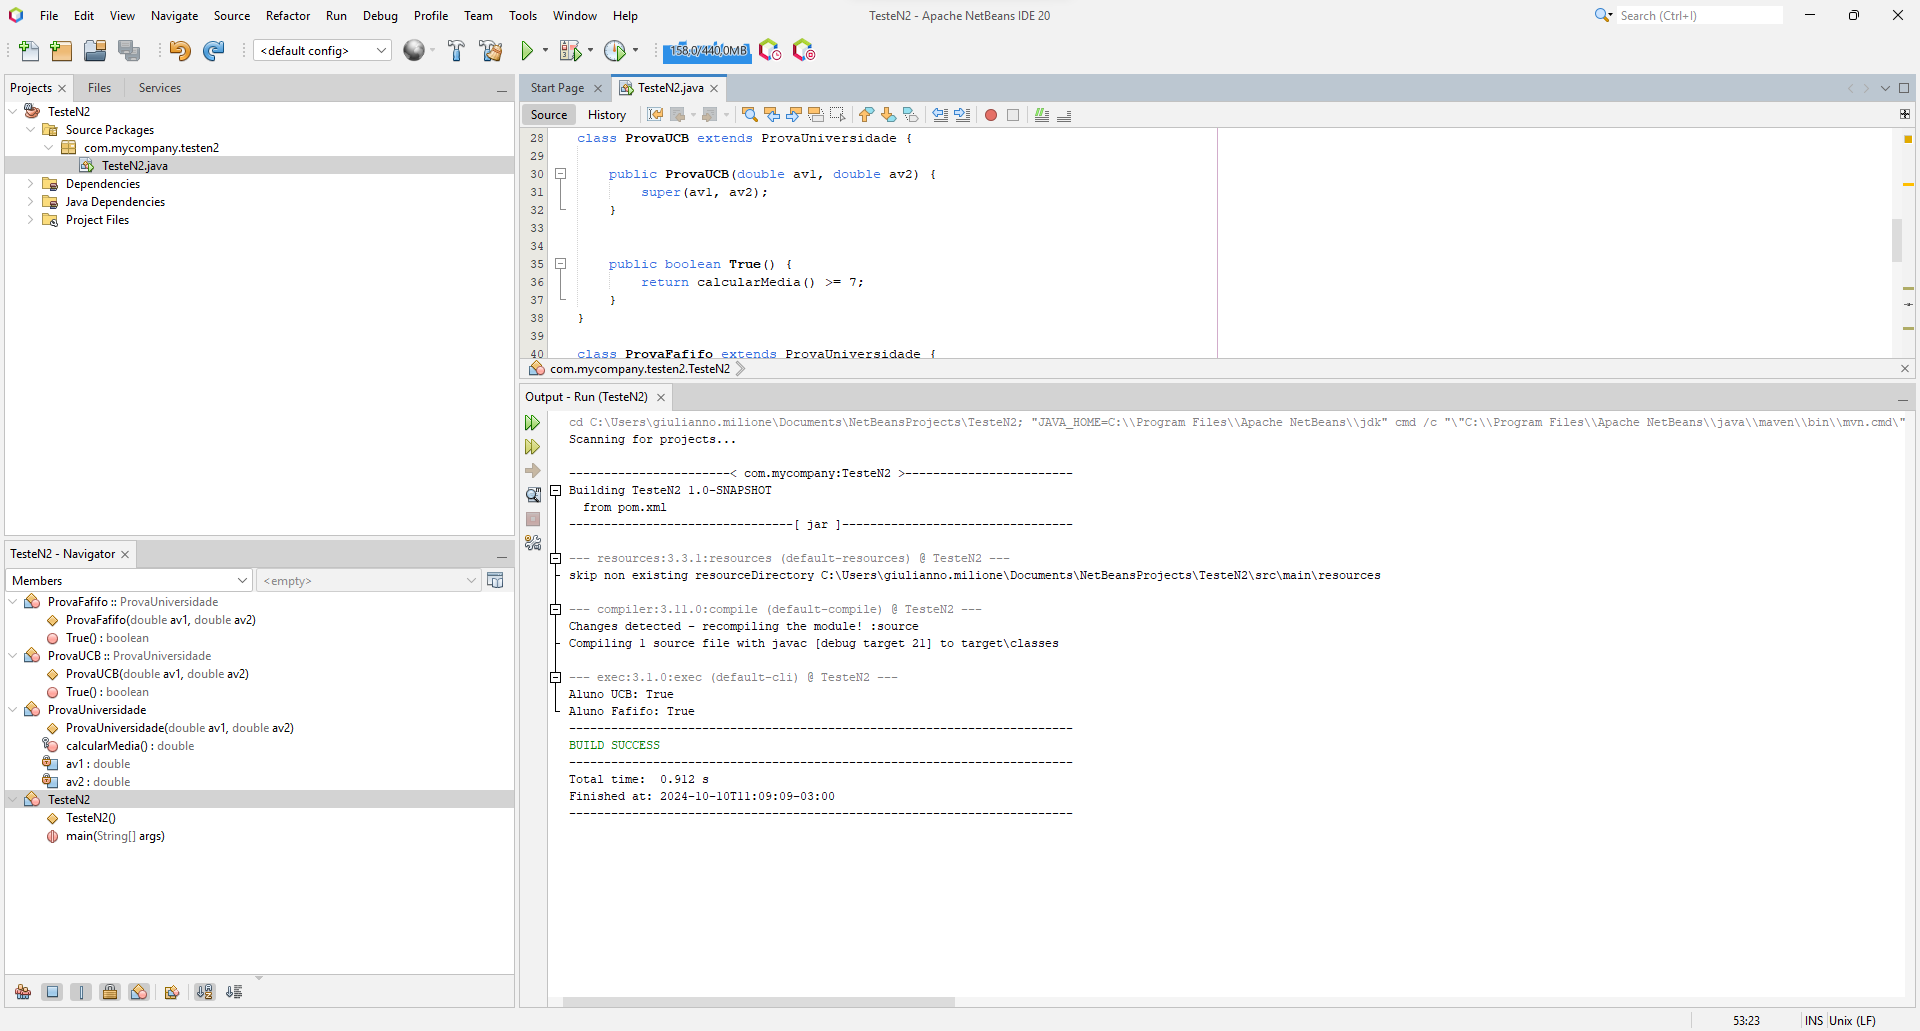 File Edit View Navigate Source Refactor Run Debug Profile Team Tools Window Help
TesteN2 - Apache NetBeans IDE 20
Search (Ctrl+I)
<default config>
158,0/440,0MB
Projects Files Services
TesteN2
Source Packages
com.mycompany.testen2
TesteN2.java
Dependencies
Java Dependencies
Project Files
TesteN2 - Navigator
Members
<empty>
ProvaFafifo :: ProvaUniversidade
ProvaFafifo(double av1, double av2)
True() : boolean
ProvaUCB :: ProvaUniversidade
ProvaUCB(double av1, double av2)
True() : boolean
ProvaUniversidade
ProvaUniversidade(double av1, double av2)
calcularMedia() : double
av1 : double
av2 : double
TesteN2
TesteN2()
main(String[] args)
Start Page TesteN2.java
Source History
28 class ProvaUCB extends ProvaUniversidade {
29
30 public ProvaUCB(double av1, double av2) {
31 super(av1, av2);
32 }
33
34
35 public boolean True() {
36 return calcularMedia() >= 7;
37 }
38 }
39
40 class ProvaFafifo extends ProvaUniversidade {
com.mycompany.testen2.TesteN2
Output - Run (TesteN2)
cd C:\Users\giulianno.milione\Documents\NetBeansProjects\TesteN2; "JAVA_HOME=C:\\Program Files\\Apache NetBeans\\jdk" cmd /c "\"C:\\Program Files\\Apache NetBeans\\java\\maven\\bin\\mvn.cmd\"
Scanning for projects...
-----------------------< com.mycompany:TesteN2 >------------------------
Building TesteN2 1.0-SNAPSHOT
from pom.xml
--------------------------------[ jar ]---------------------------------
--- resources:3.3.1:resources (default-resources) @ TesteN2 ---
skip non existing resourceDirectory C:\Users\giulianno.milione\Documents\NetBeansProjects\TesteN2\src\main\resources
--- compiler:3.11.0:compile (default-compile) @ TesteN2 ---
Changes detected - recompiling the module! :source
Compiling 1 source file with javac [debug target 21] to target\classes
--- exec:3.1.0:exec (default-cli) @ TesteN2 ---
Aluno UCB: True
Aluno Fafifo: True
------------------------------------------------------------------------
BUILD SUCCESS
------------------------------------------------------------------------
Total time:  0.912 s
Finished at: 2024-10-10T11:09:09-03:00
------------------------------------------------------------------------
53:23 INS Unix (LF)